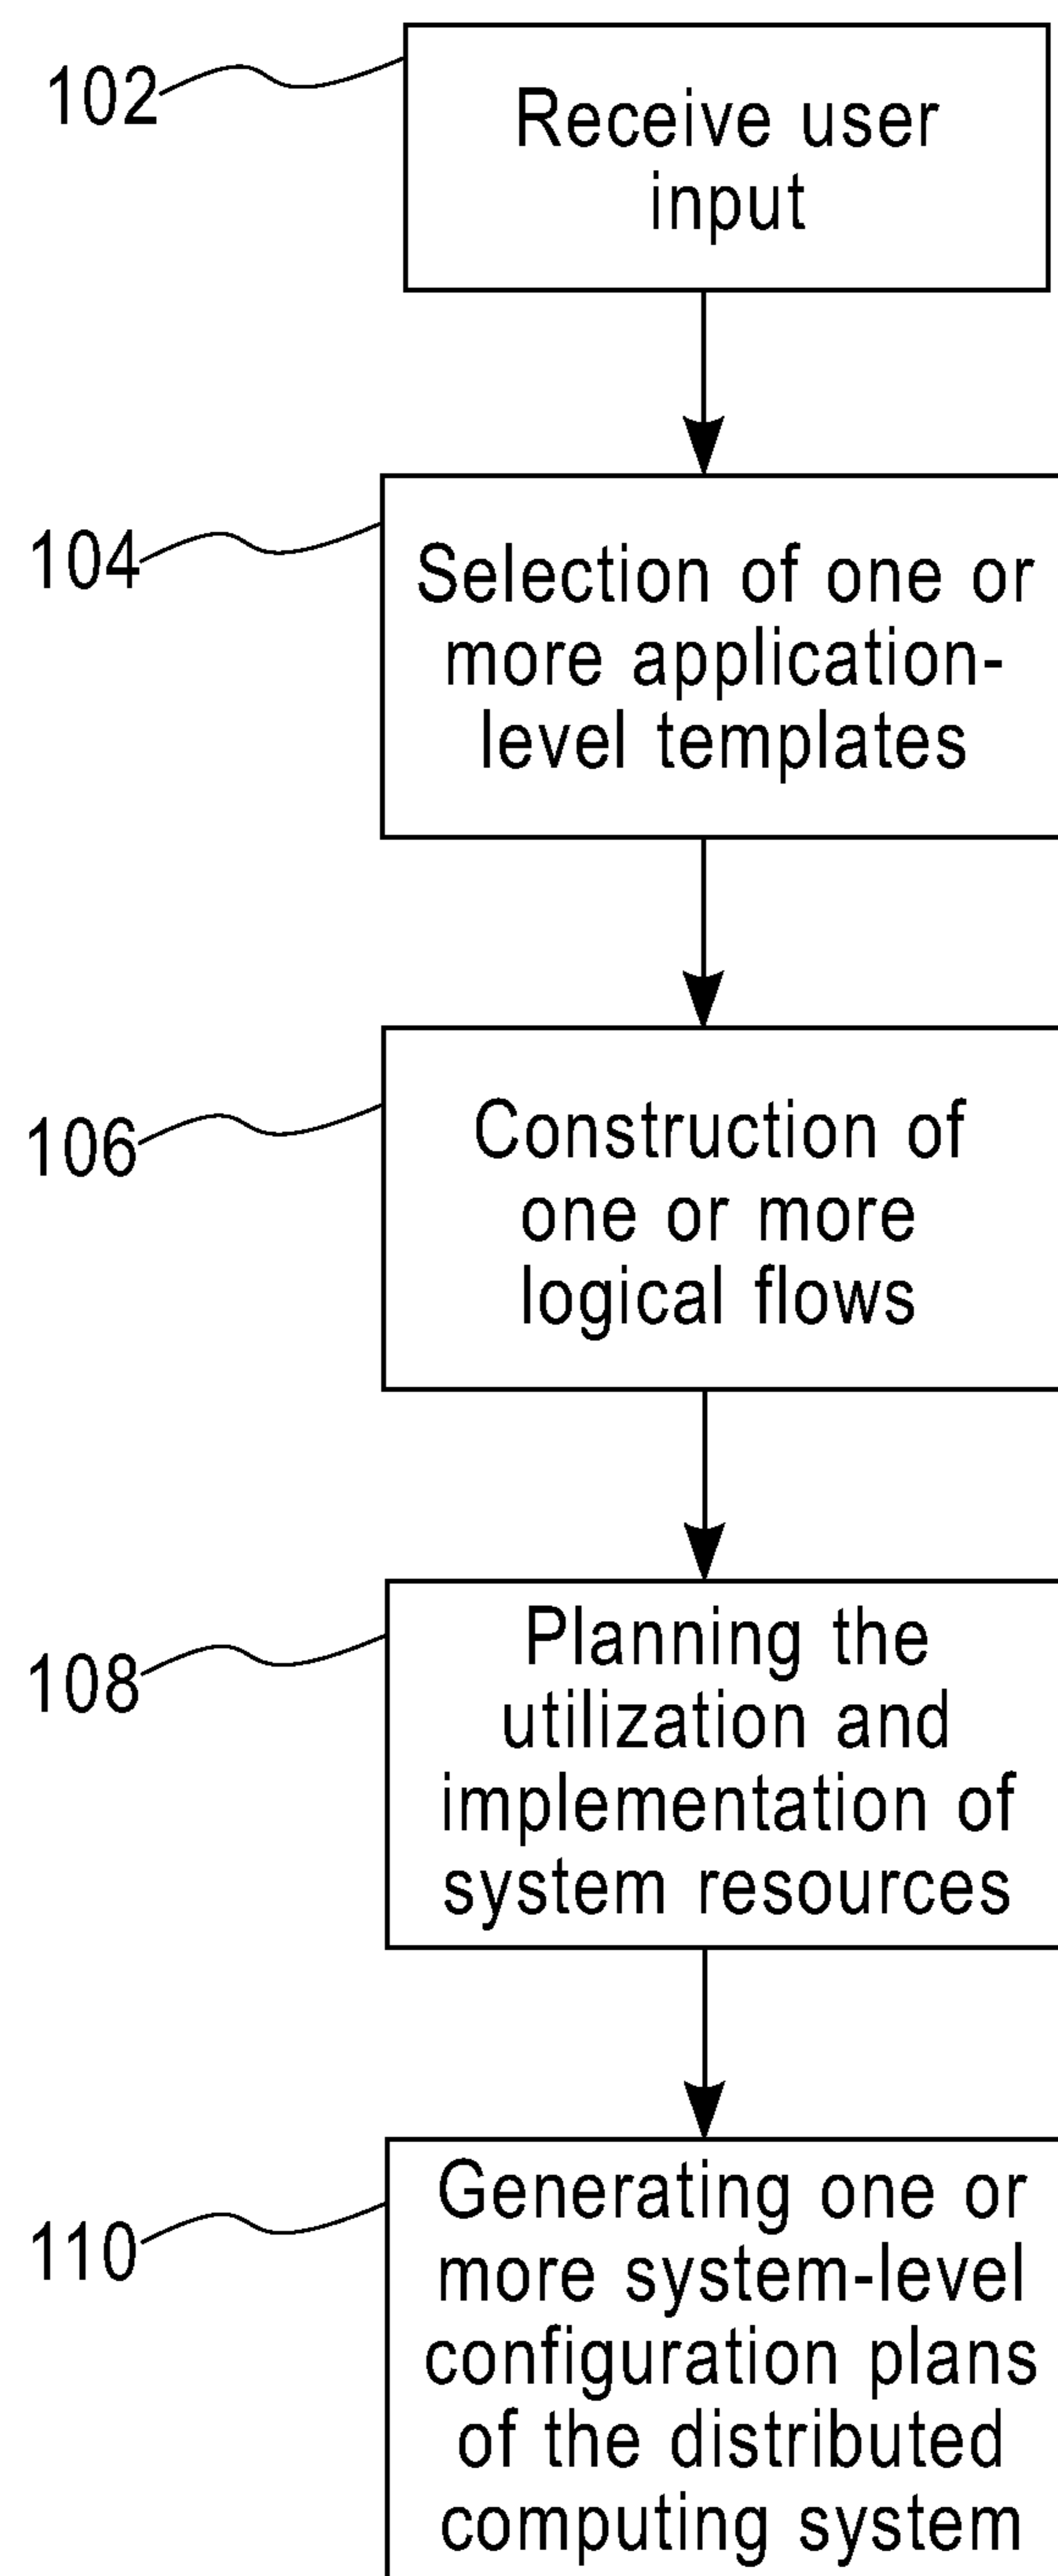 102
Receive user
input
104
Selection of one or
more application-
level templates
106
Construction of
one or more
logical flows
108
Planning the
utilization and
implementation of
system resources
110
Generating one or
more system-level
configuration plans
of the distributed
computing system